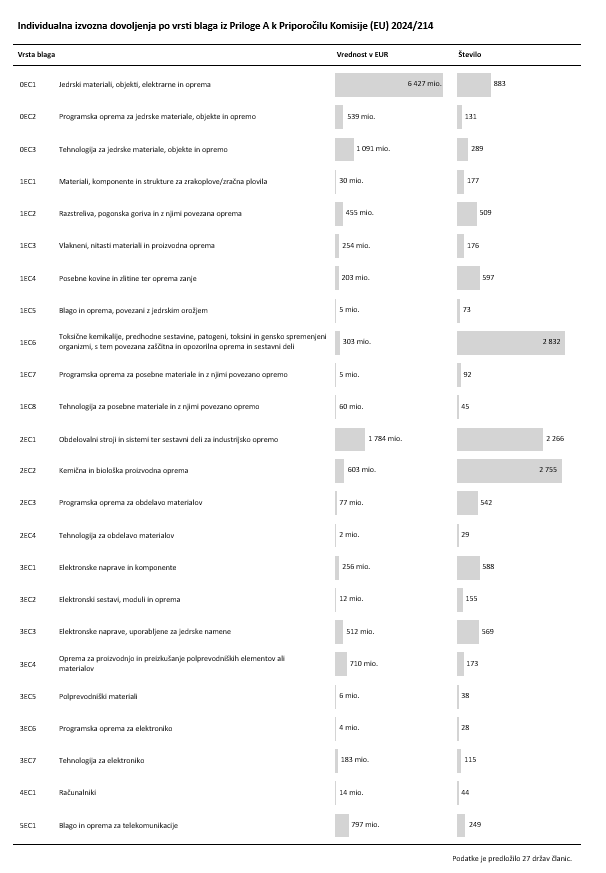 Individualna izvozna dovoljenja po vrsti blaga iz Priloge A k Priporočilu Komisije (EU) 2024/214
Vrsta blaga Vrednost v EUR Število
0EC1 Jedrski materiali, objekti, elektrarne in oprema 6 427 mio. 883
0EC2 Programska oprema za jedrske materiale, objekte in opremo 539 mio. 131
0EC3 Tehnologija za jedrske materiale, objekte in opremo 1 091 mio. 289
1EC1 Materiali, komponente in strukture za zrakoplove/zračna plovila 30 mio. 177
1EC2 Razstreliva, pogonska goriva in z njimi povezana oprema 455 mio. 509
1EC3 Vlakneni, nitasti materiali in proizvodna oprema 254 mio. 176
1EC4 Posebne kovine in zlitine ter oprema zanje 203 mio. 597
1EC5 Blago in oprema, povezani z jedrskim orožjem 5 mio. 73
1EC6 Toksične kemikalije, predhodne sestavine, patogeni, toksini in gensko spremenjeni
organizmi, s tem povezana zaščitna in opozorilna oprema in sestavni deli 303 mio. 2 832
1EC7 Programska oprema za posebne materiale in z njimi povezano opremo 5 mio. 92
1EC8 Tehnologija za posebne materiale in z njimi povezano opremo 60 mio. 45
2EC1 Obdelovalni stroji in sistemi ter sestavni deli za industrijsko opremo 1 784 mio. 2 266
2EC2 Kemična in biološka proizvodna oprema 603 mio. 2 755
2EC3 Programska oprema za obdelavo materialov 77 mio. 542
2EC4 Tehnologija za obdelavo materialov 2 mio. 29
3EC1 Elektronske naprave in komponente 256 mio. 588
3EC2 Elektronski sestavi, moduli in oprema 12 mio. 155
3EC3 Elektronske naprave, uporabljene za jedrske namene 512 mio. 569
3EC4 Oprema za proizvodnjo in preizkušanje polprevodniških elementov ali
materialov 710 mio. 173
3EC5 Polprevodniški materiali 6 mio. 38
3EC6 Programska oprema za elektroniko 4 mio. 28
3EC7 Tehnologija za elektroniko 183 mio. 115
4EC1 Računalniki 14 mio. 44
5EC1 Blago in oprema za telekomunikacije 797 mio. 249
Podatke je predložilo 27 držav članic.